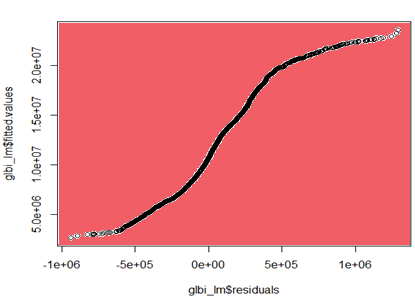 glbi_lm$fitted.values
2.0e+07
1.5e+07
1.0e+07
5.0e+06
-1e+06 -5e+05 0e+00 5e+05 1e+06
glbi_lm$residuals